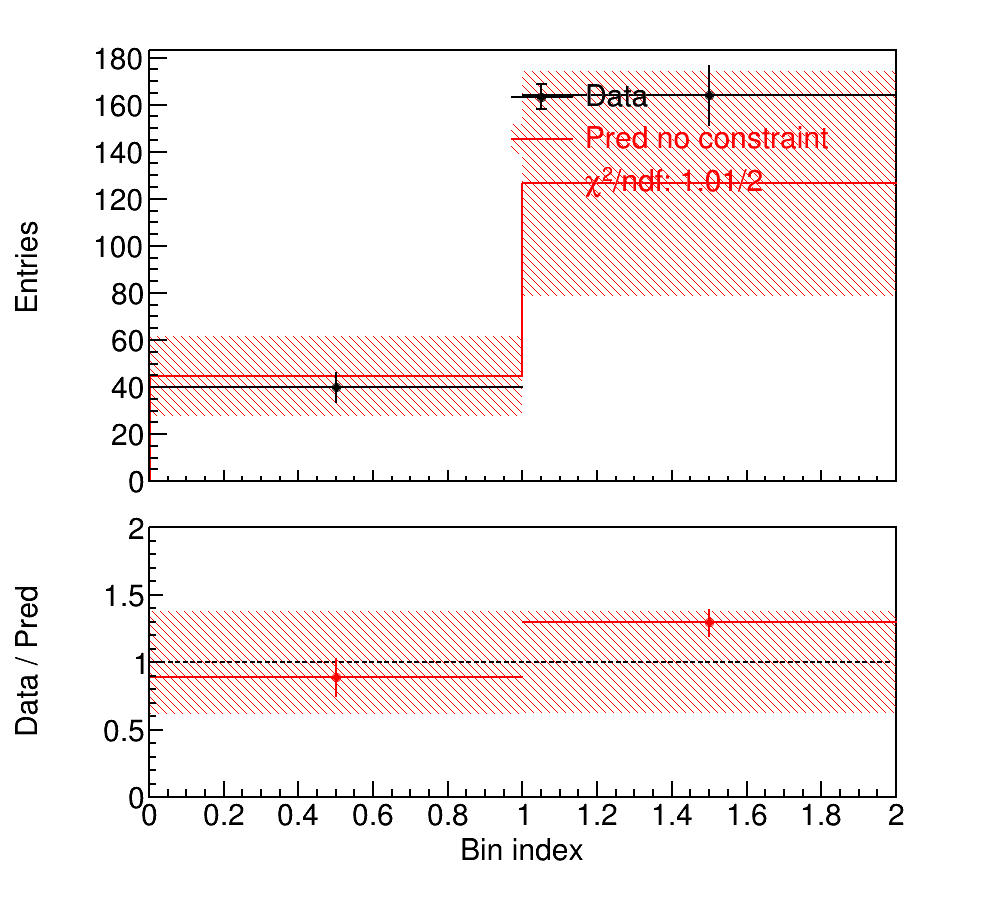 180
160
140
120
100
80
60
40
20
0
Entries
Data
Pred no constraint
χ²/ndf: 1.01/2
2
1.5
1
0.5
0
Data / Pred
0 0.2 0.4 0.6 0.8 1 1.2 1.4 1.6 1.8 2
Bin index